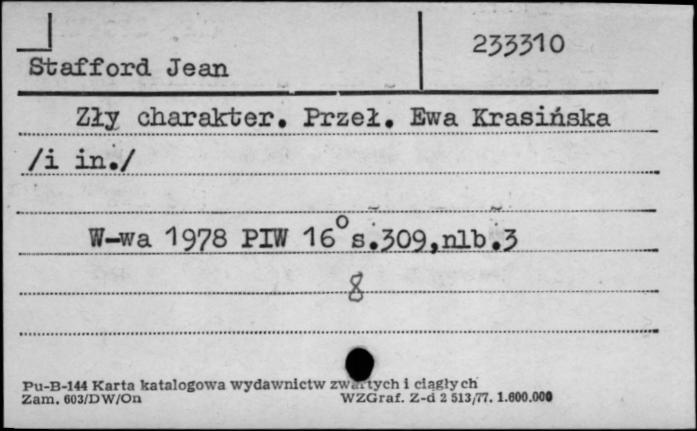 233310
Stafford Jean
Zły charakter. Przeł. Ewa Krasińska
/i in./
W-wa 1978 PIW 16° s.309,nlb.3
8
Pu-B-144 Karta katalogowa wydawnictw zwartych i ciągłych
Zam. 603/DW/On WZGraf. Z-d 2 513/77. 1.600.000